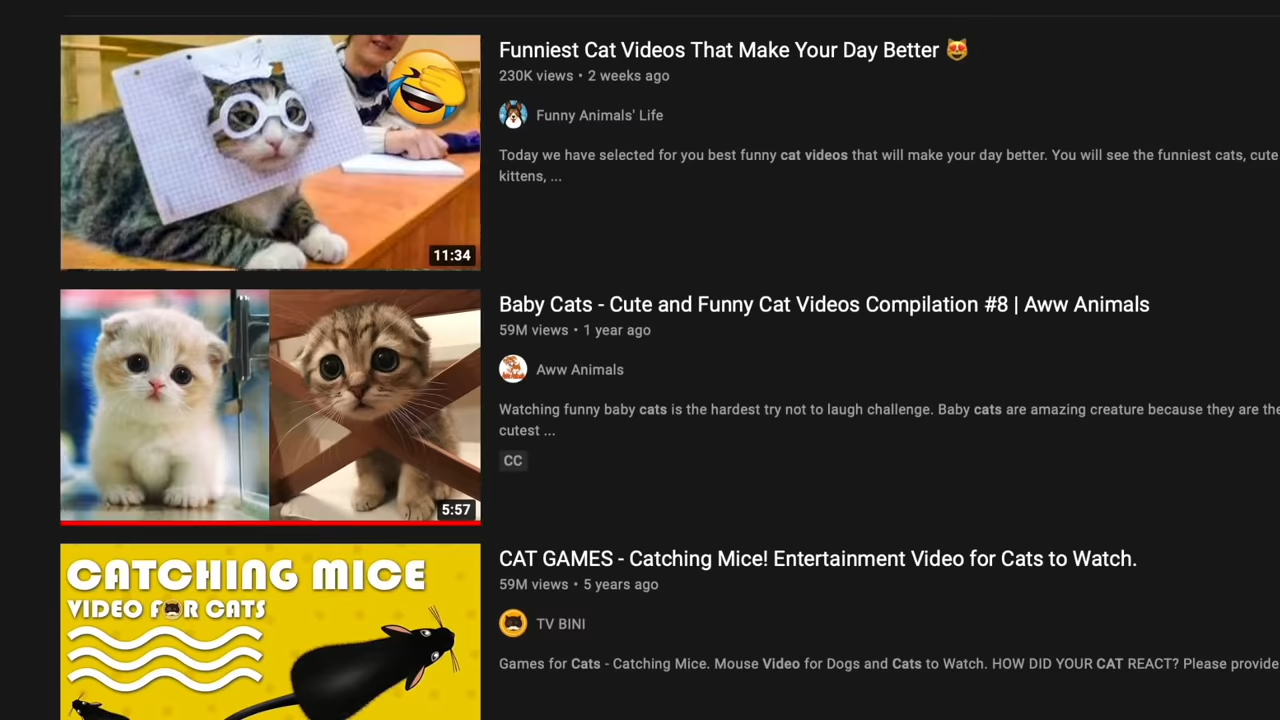 Funniest Cat Videos That Make Your Day Better 😻
230K views • 2 weeks ago
Funny Animals' Life
Today we have selected for you best funny cat videos that will make your day better. You will see the funniest cats, cute
kittens, ...
11:34
Baby Cats - Cute and Funny Cat Videos Compilation #8 | Aww Animals
59M views • 1 year ago
Aww Animals
Watching funny baby cats is the hardest try not to laugh challenge. Baby cats are amazing creature because they are the
cutest ...
CC
5:57
CATCHING MICE
VIDEO FOR CATS
CAT GAMES - Catching Mice! Entertainment Video for Cats to Watch.
59M views • 5 years ago
TV BINI
Games for Cats - Catching Mice. Mouse Video for Dogs and Cats to Watch. HOW DID YOUR CAT REACT? Please provide